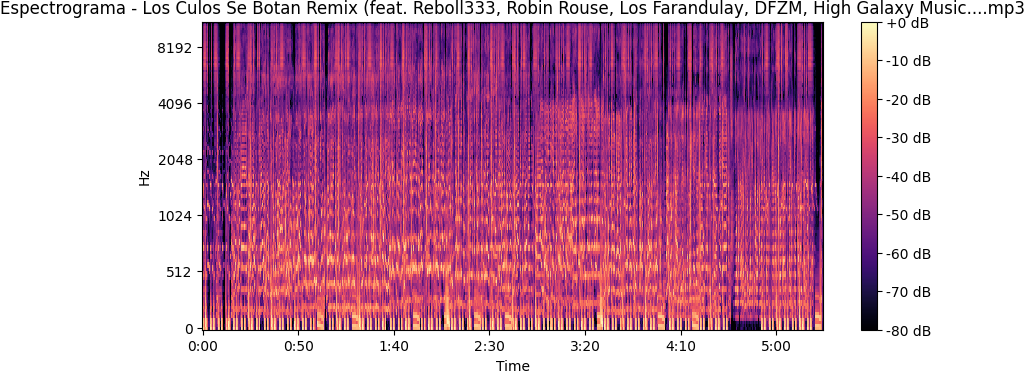 Espectrograma - Los Culos Se Botan Remix (feat. Reboll333, Robin Rouse, Los Farandulay, DFZM, High Galaxy Music....mp3
8192
4096
2048
1024
512
0
Hz
0:00 0:50 1:40 2:30 3:20 4:10 5:00
Time
+0 dB
-10 dB
-20 dB
-30 dB
-40 dB
-50 dB
-60 dB
-70 dB
-80 dB